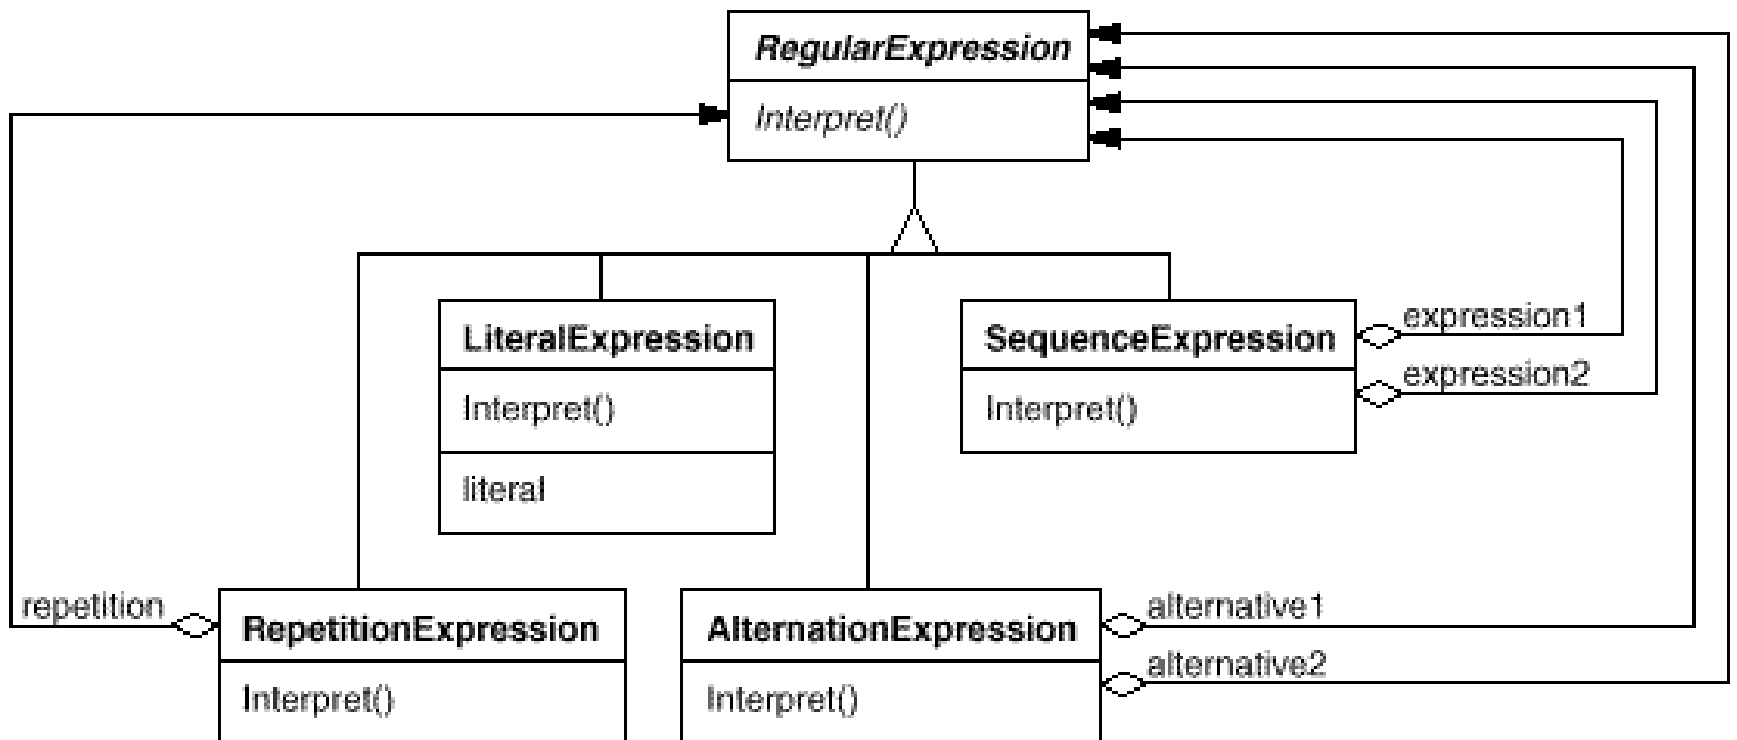 RegularExpression
Interpret()
LiteralExpression
Interpret()
literal
SequenceExpression
Interpret()
expression1
expression2
repetition
RepetitionExpression
Interpret()
AlternationExpression
Interpret()
alternative1
alternative2